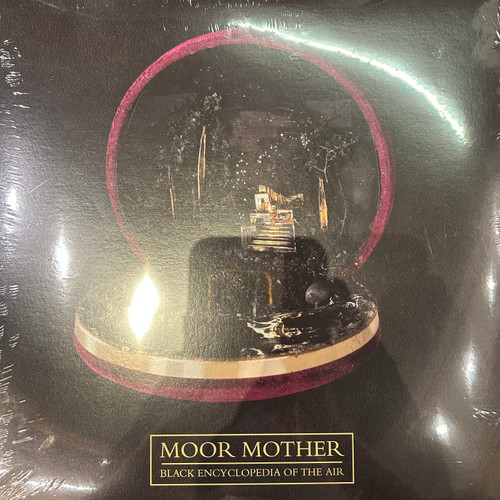 MOOR MOTHER
BLACK ENCYCLOPEDIA OF THE AIR